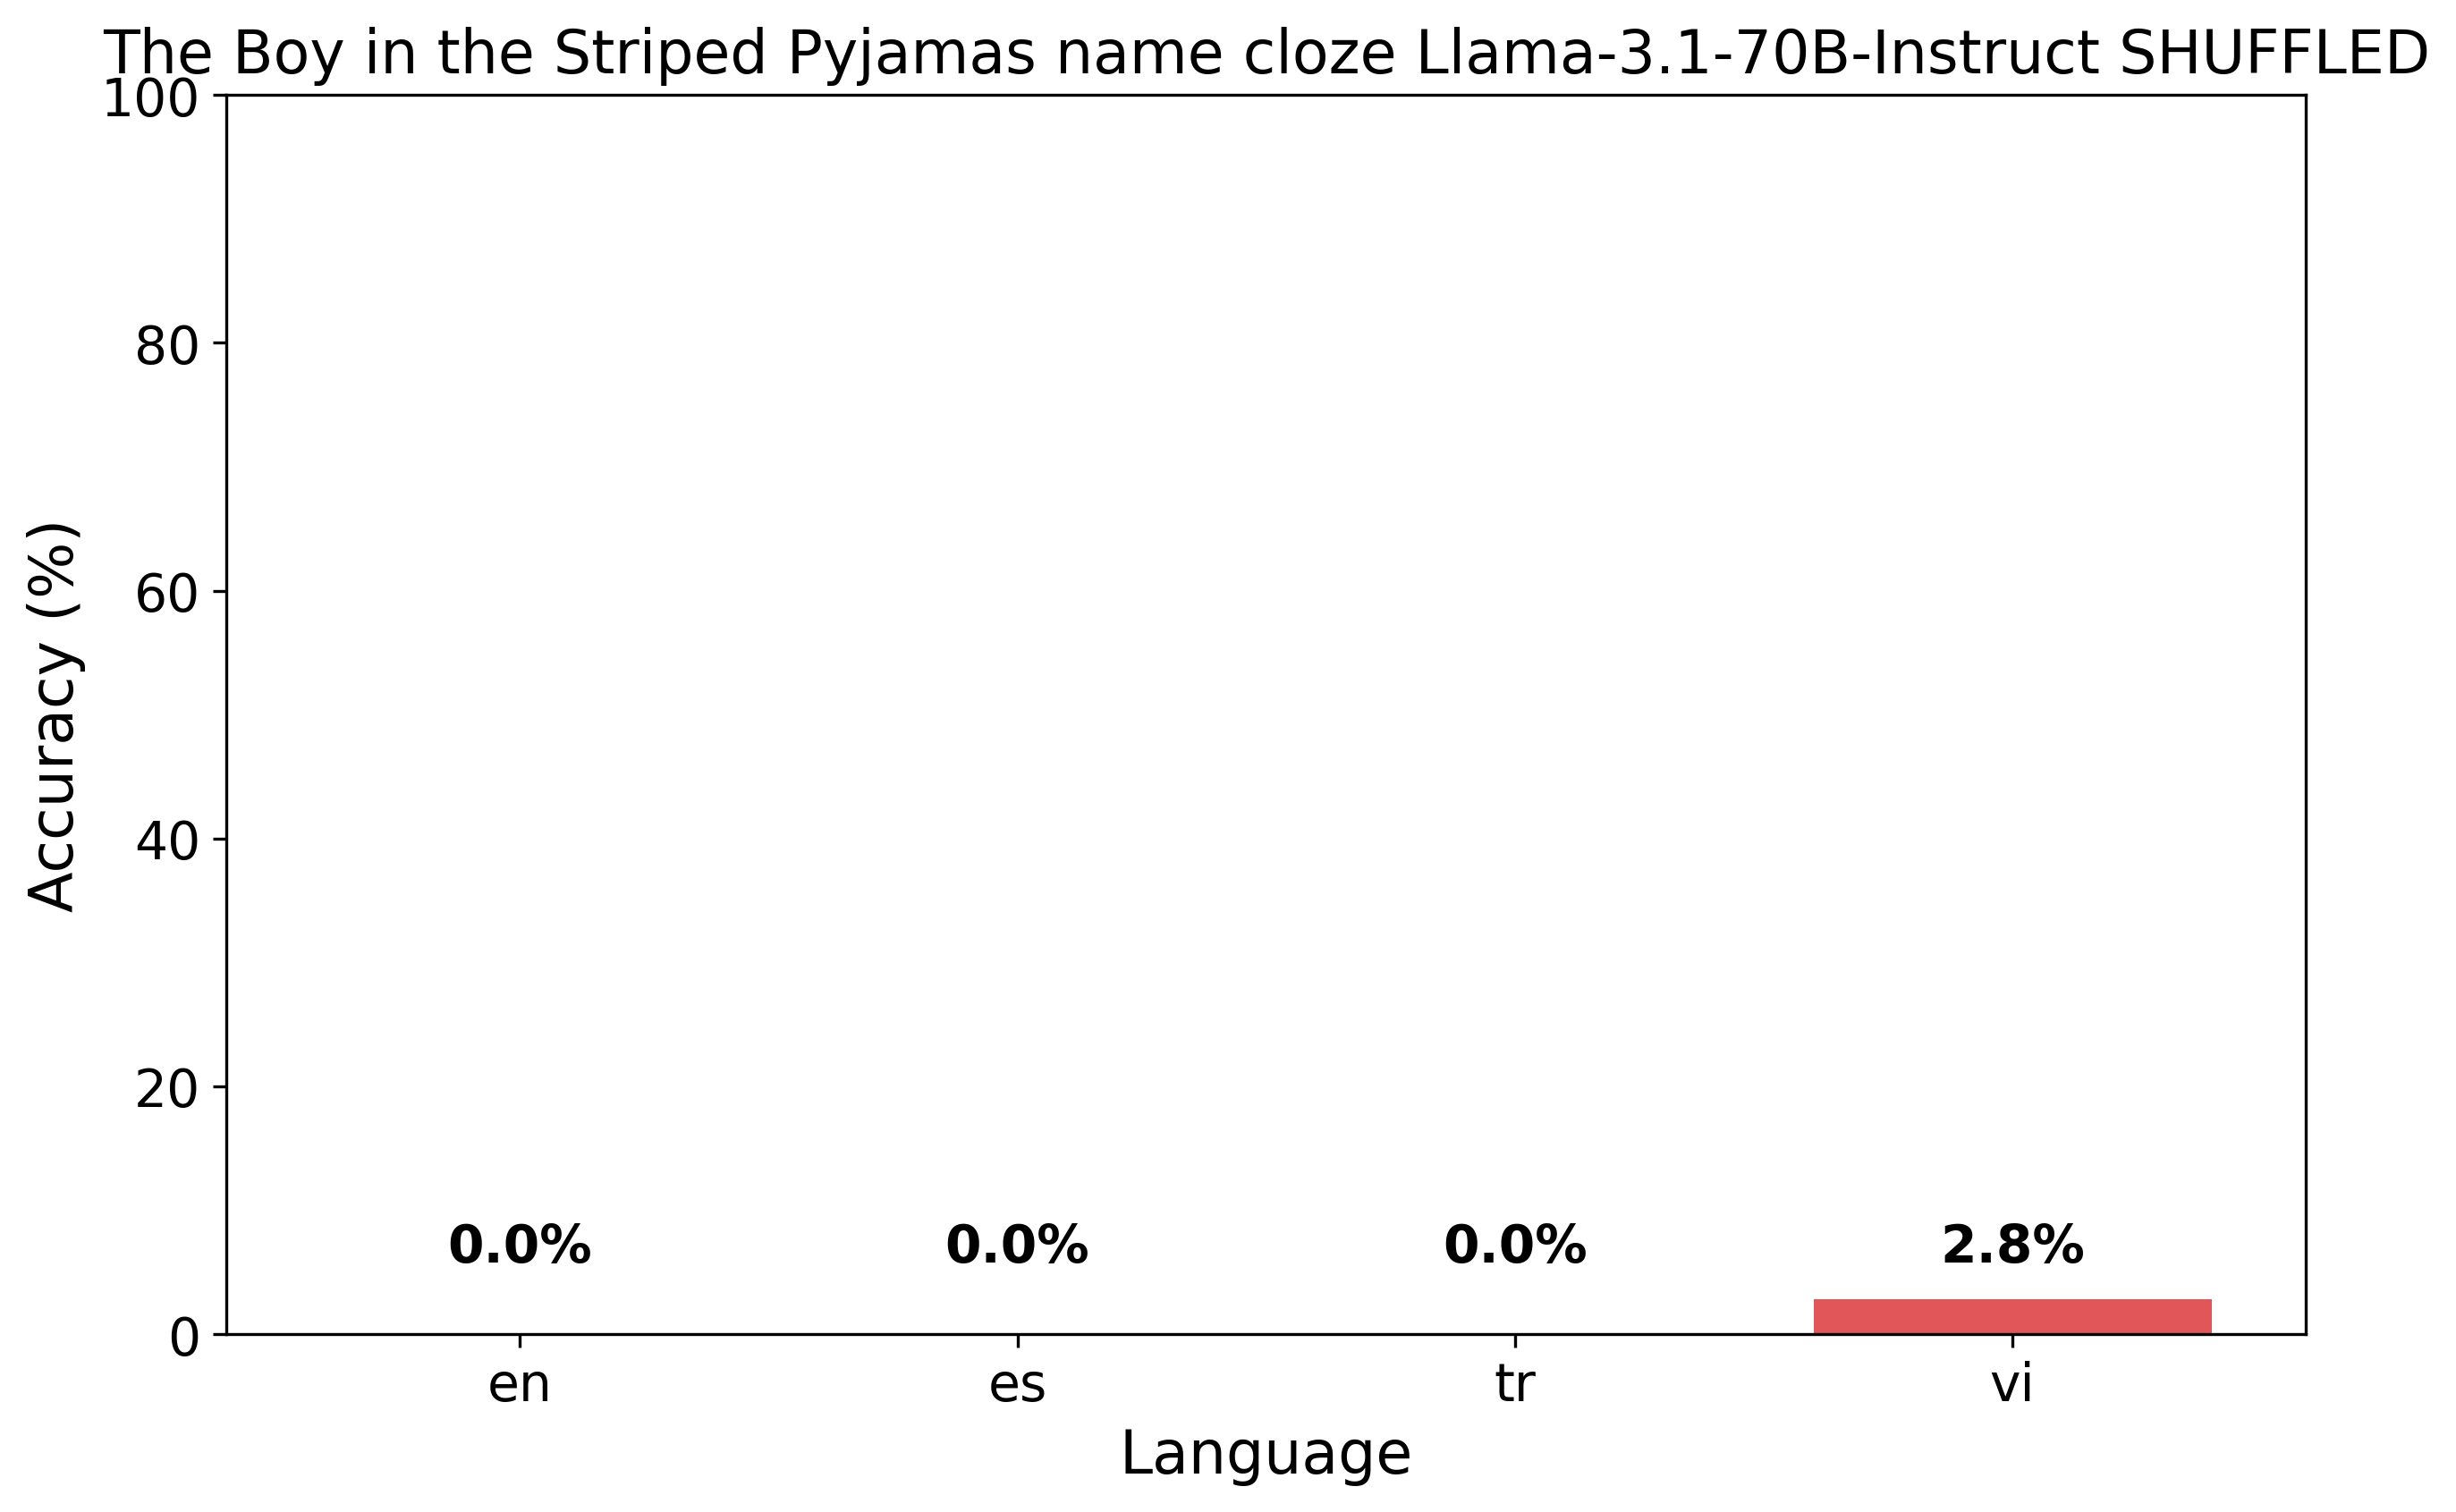 The Boy in the Striped Pyjamas name cloze Llama-3.1-70B-Instruct SHUFFLED
100
80
60
40
20
0
Accuracy (%)
0.0%
0.0%
0.0%
2.8%
en
es
tr
vi
Language